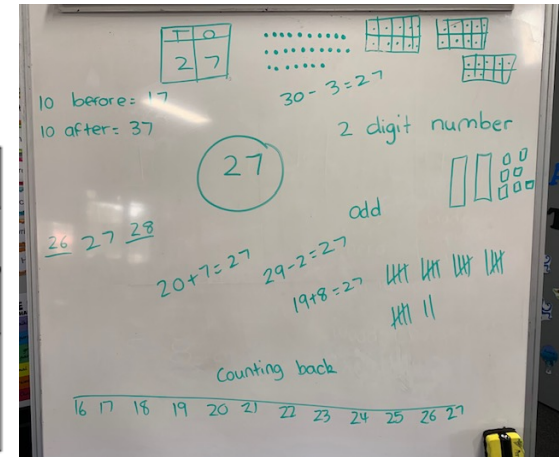 T O
2 7
30 - 3 = 27
10 before = 17
10 after = 37
2 digit number
27
odd
26 27 28
20 + 7 = 27
29 - 2 = 27
19 + 8 = 27
Counting back
16 17 18 19 20 21 22 23 24 25 26 27